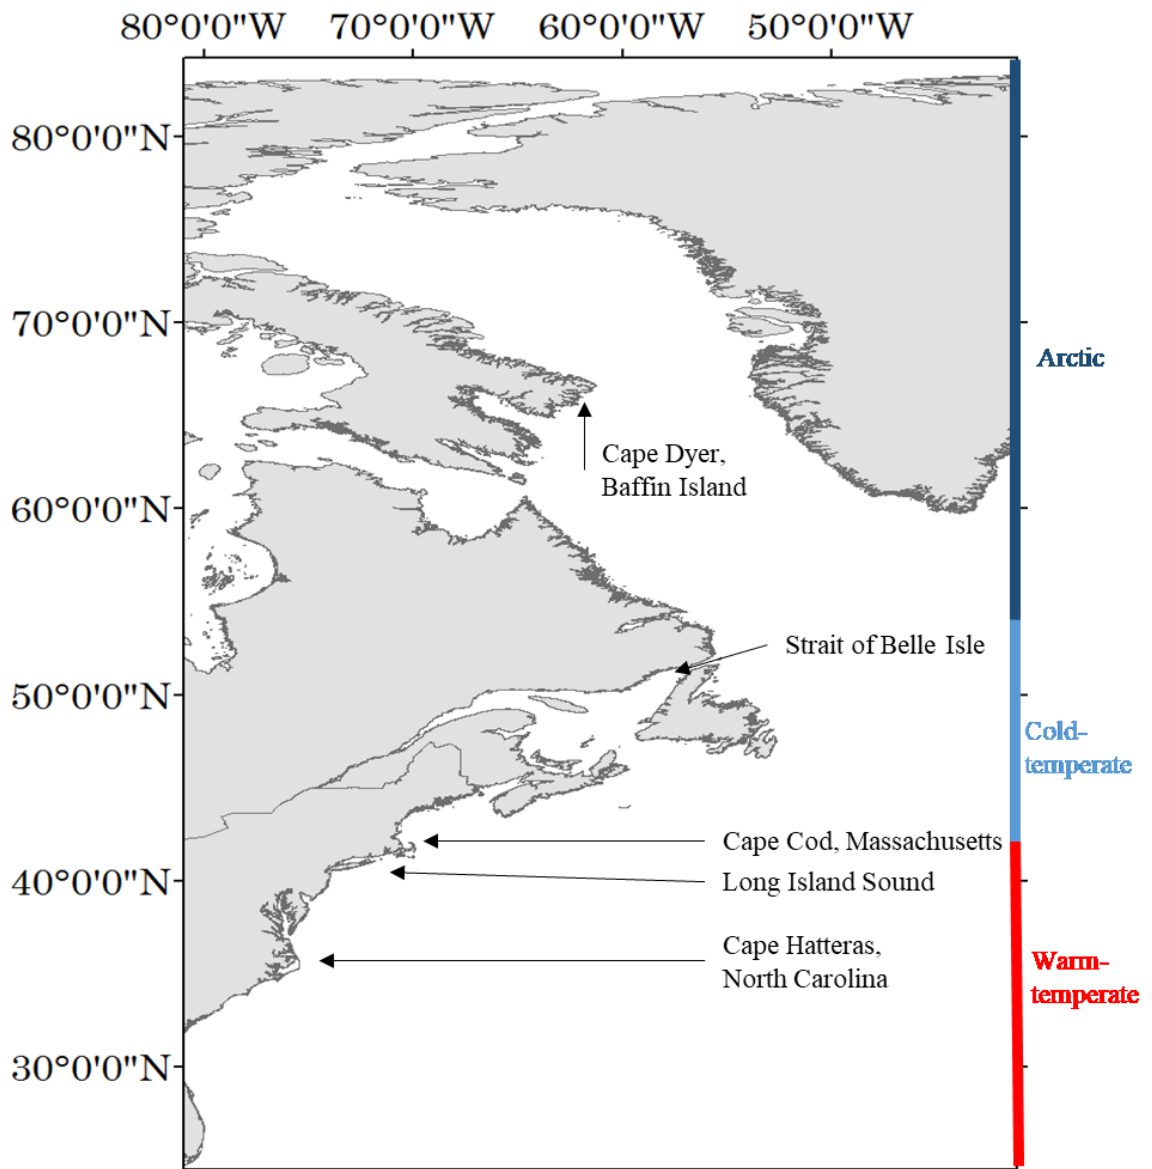 80°0'0"W 70°0'0"W 60°0'0"W 50°0'0"W
80°0'0"N
70°0'0"N
Arctic
Cape Dyer,
Baffin Island
60°0'0"N
Strait of Belle Isle
50°0'0"N
Cold-
temperate
Cape Cod, Massachusetts
40°0'0"N
Long Island Sound
Cape Hatteras,
North Carolina
Warm-
temperate
30°0'0"N